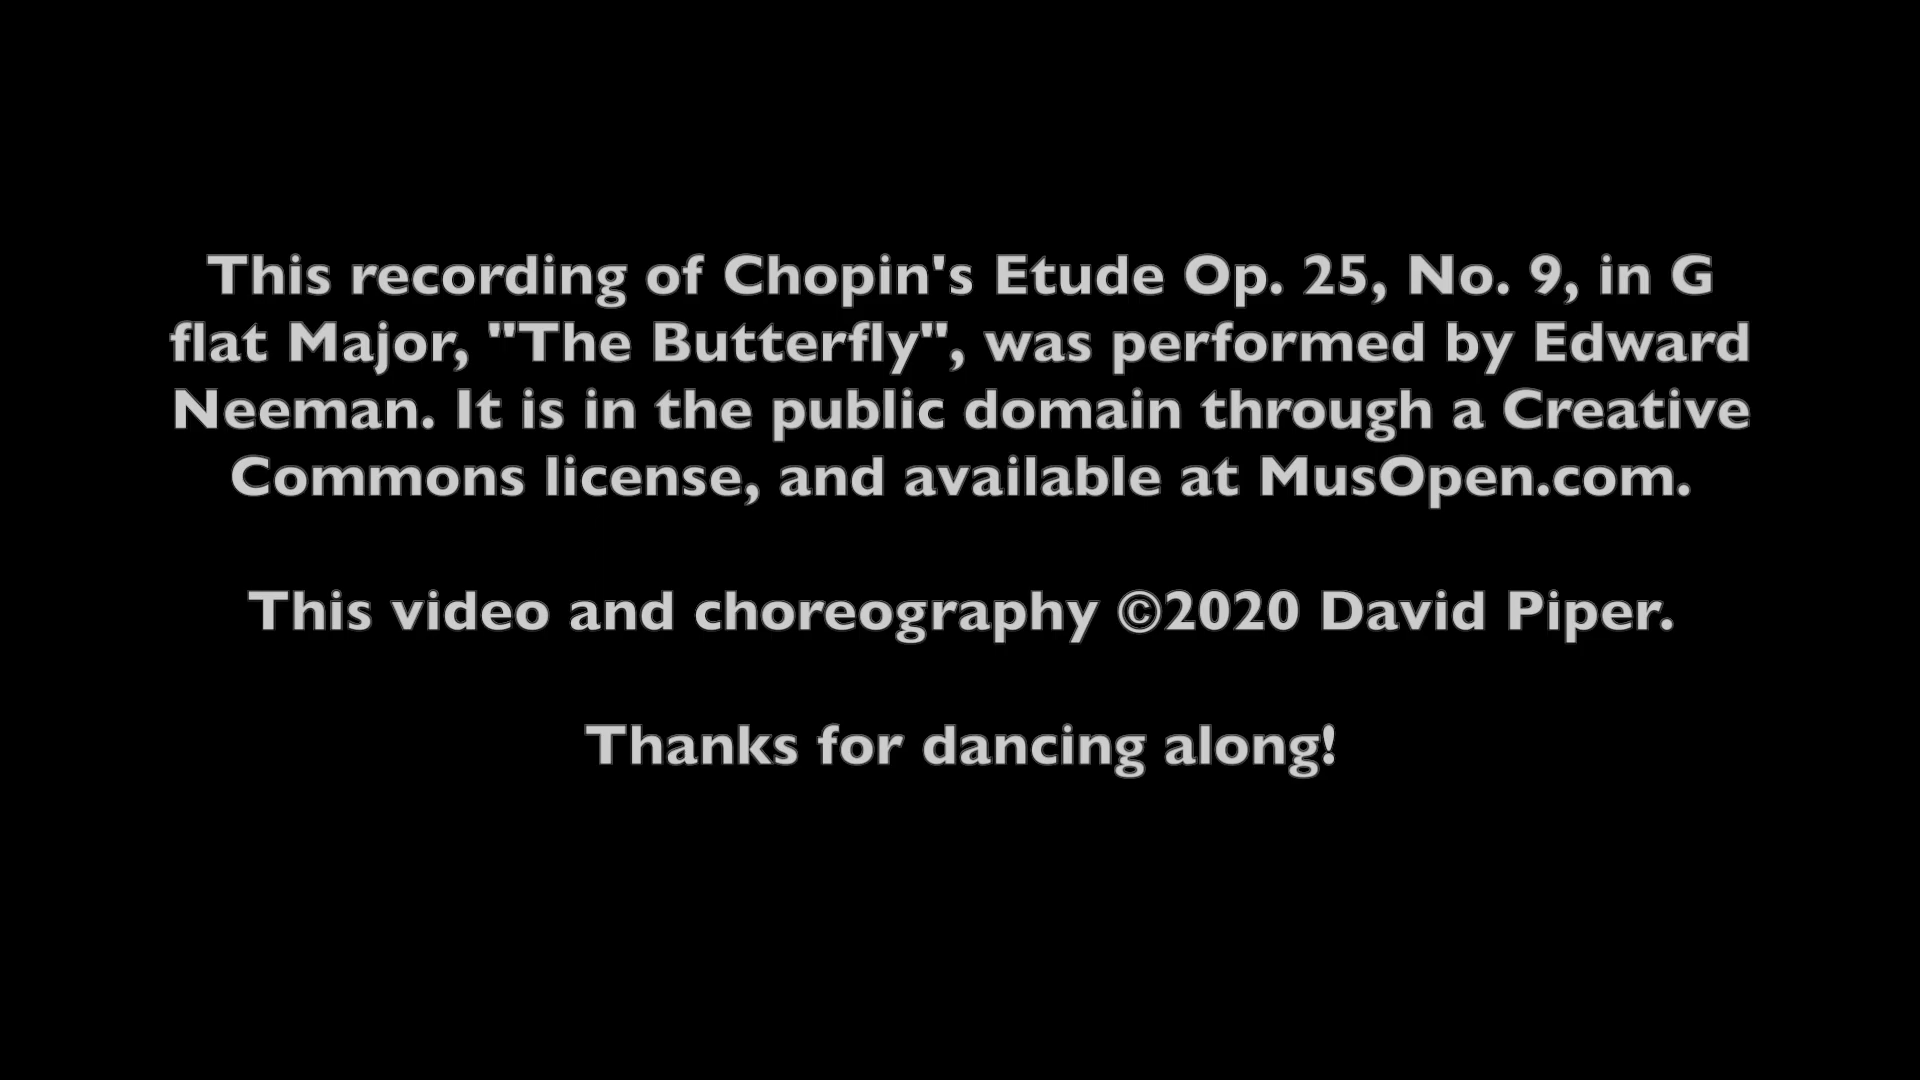 This recording of Chopin's Etude Op. 25, No. 9, in G
flat Major, "The Butterfly", was performed by Edward
Neeman. It is in the public domain through a Creative
Commons license, and available at MusOpen.com.
This video and choreography ©2020 David Piper.
Thanks for dancing along!